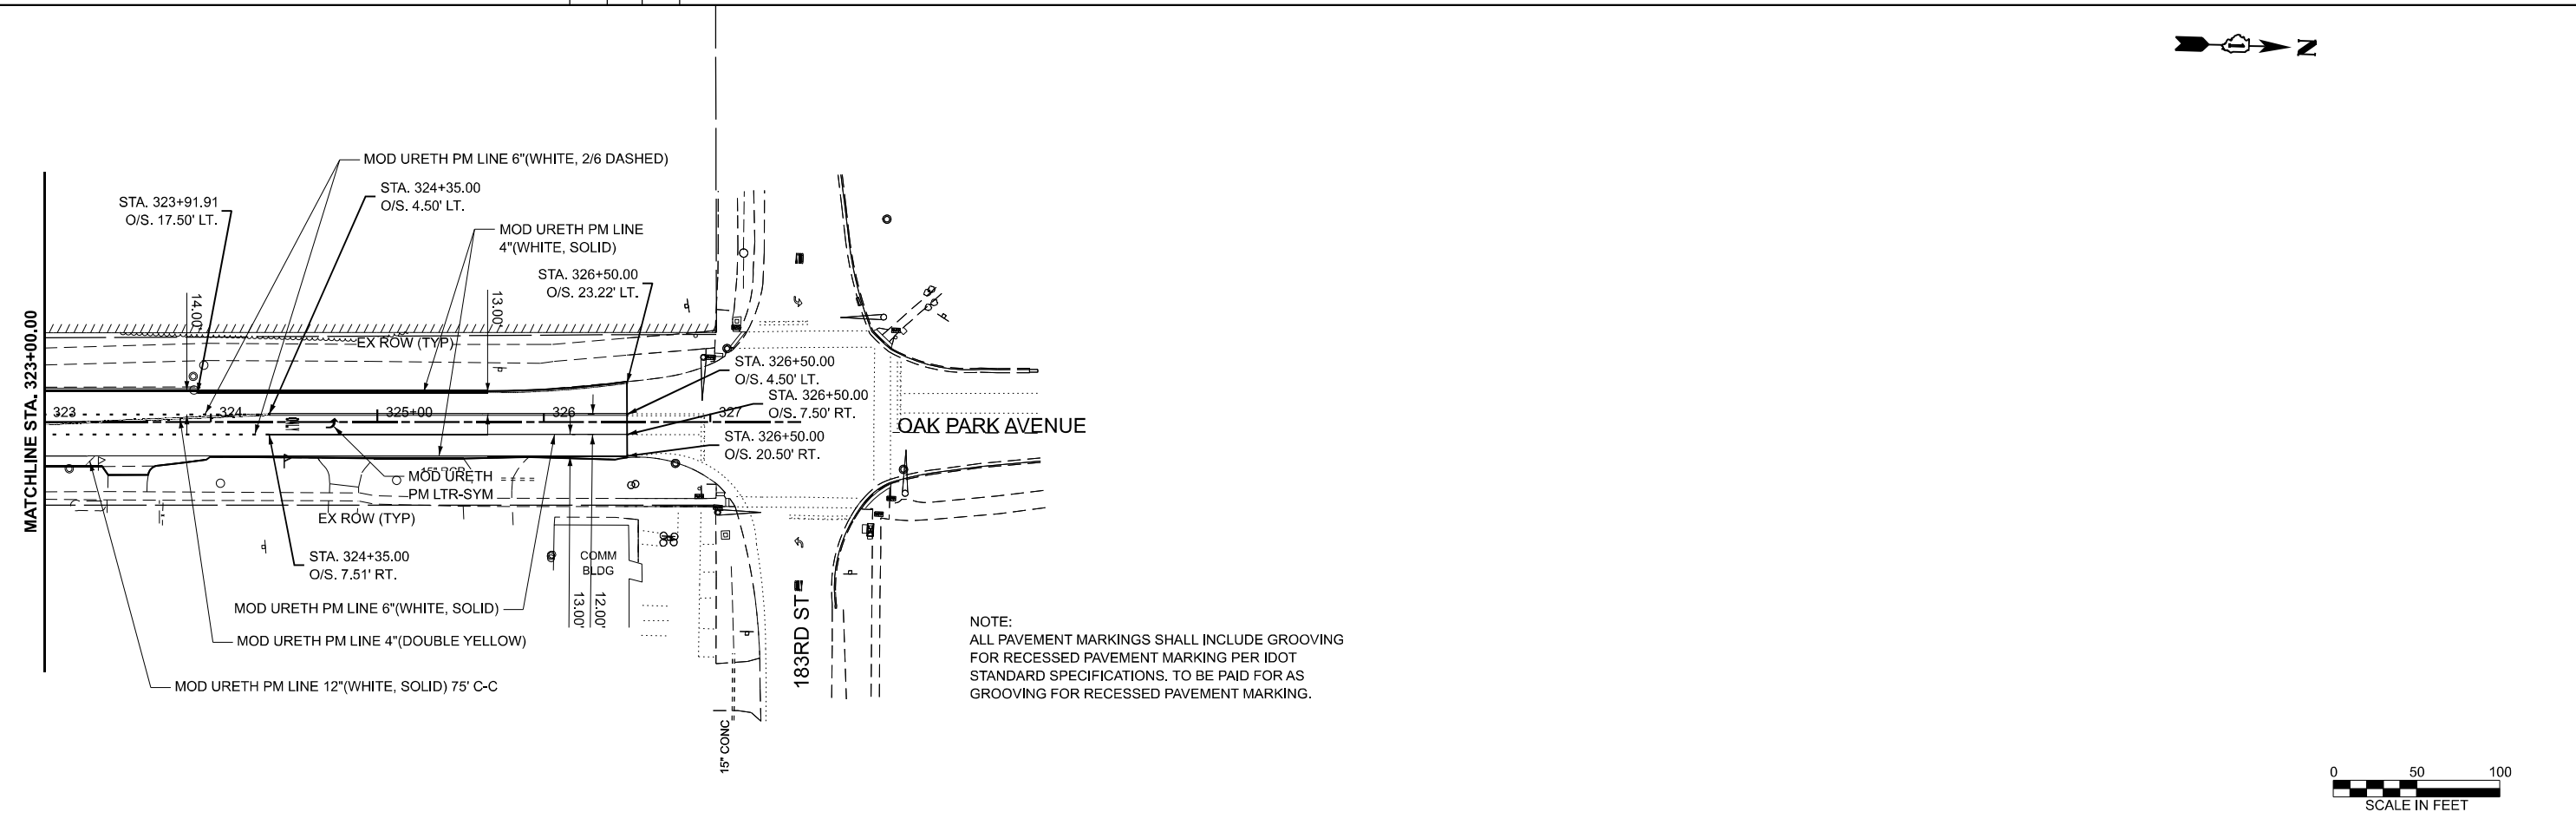 N
MOD URETH PM LINE 6"(WHITE, 2/6 DASHED)
STA. 324+35.00
O/S. 4.50' LT.
STA. 323+91.91
O/S. 17.50' LT.
MOD URETH PM LINE
4"(WHITE, SOLID)
STA. 326+50.00
O/S. 23.22' LT.
14.00'
13.00'
MATCHLINE STA. 323+00.00
EX ROW (TYP)
STA. 326+50.00
O/S. 4.50' LT.
STA. 326+50.00
O/S. 7.50' RT.
323
324
325+00
326
327
OAK PARK AVENUE
STA. 326+50.00
O/S. 20.50' RT.
MOD URETH
PM LTR-SYM
EX ROW (TYP)
STA. 324+35.00
O/S. 7.51' RT.
COMM
BLDG
13.00'
12.00'
MOD URETH PM LINE 6"(WHITE, SOLID)
MOD URETH PM LINE 4"(DOUBLE YELLOW)
MOD URETH PM LINE 12"(WHITE, SOLID) 75' C-C
183RD ST
15" CONC
NOTE:
ALL PAVEMENT MARKINGS SHALL INCLUDE GROOVING
FOR RECESSED PAVEMENT MARKING PER IDOT
STANDARD SPECIFICATIONS. TO BE PAID FOR AS
GROOVING FOR RECESSED PAVEMENT MARKING.
0 50 100
SCALE IN FEET